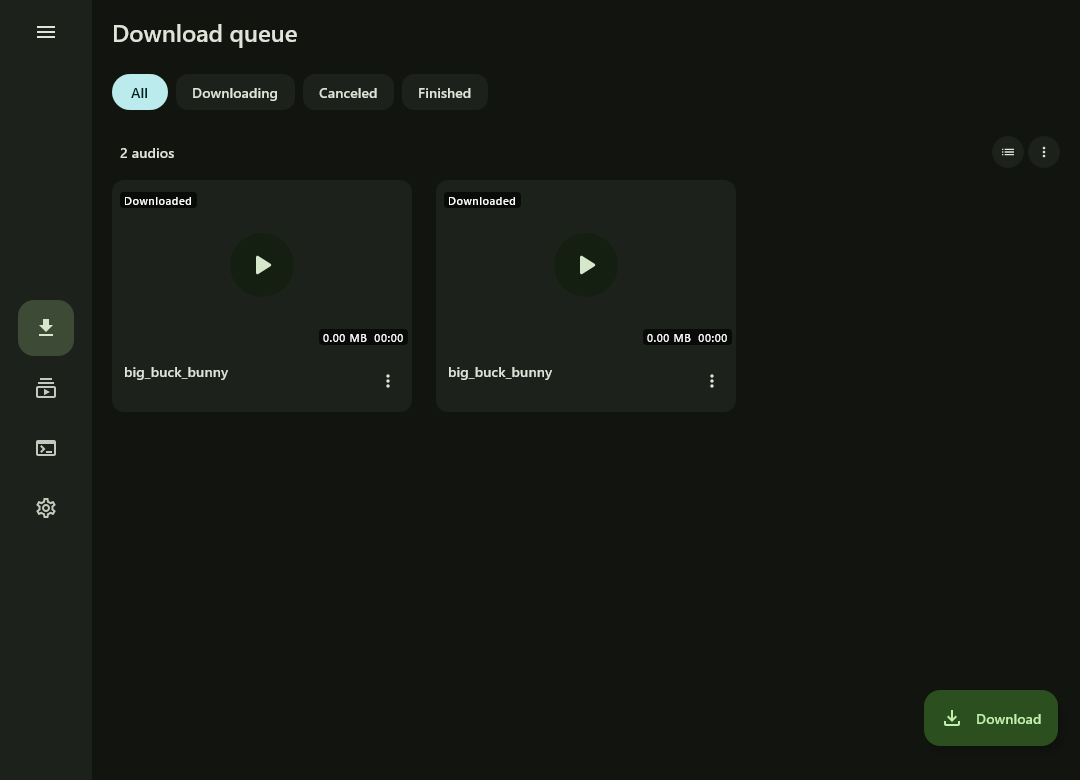 Download queue
All
Downloading
Canceled
Finished
2 audios
Downloaded
0.00 MB 00:00
big_buck_bunny
Downloaded
0.00 MB 00:00
big_buck_bunny
Download